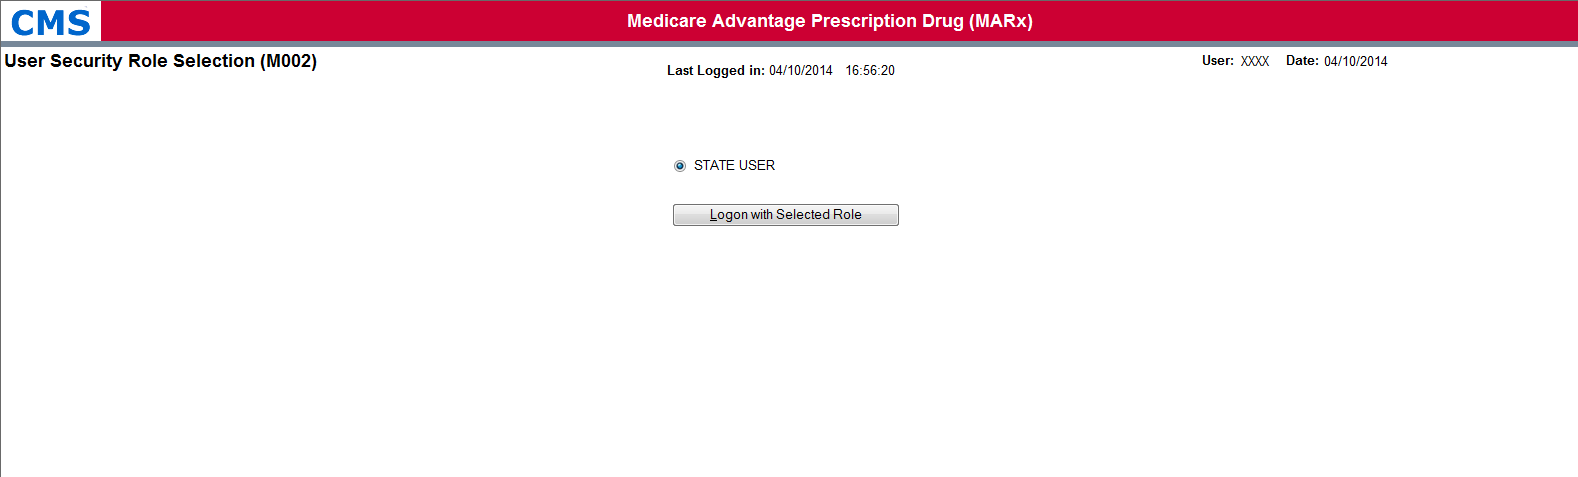 CMS
Medicare Advantage Prescription Drug (MARx)
User Security Role Selection (M002)
Last Logged in: 04/10/2014 16:56:20
User: XXXX Date: 04/10/2014
STATE USER
Logon with Selected Role